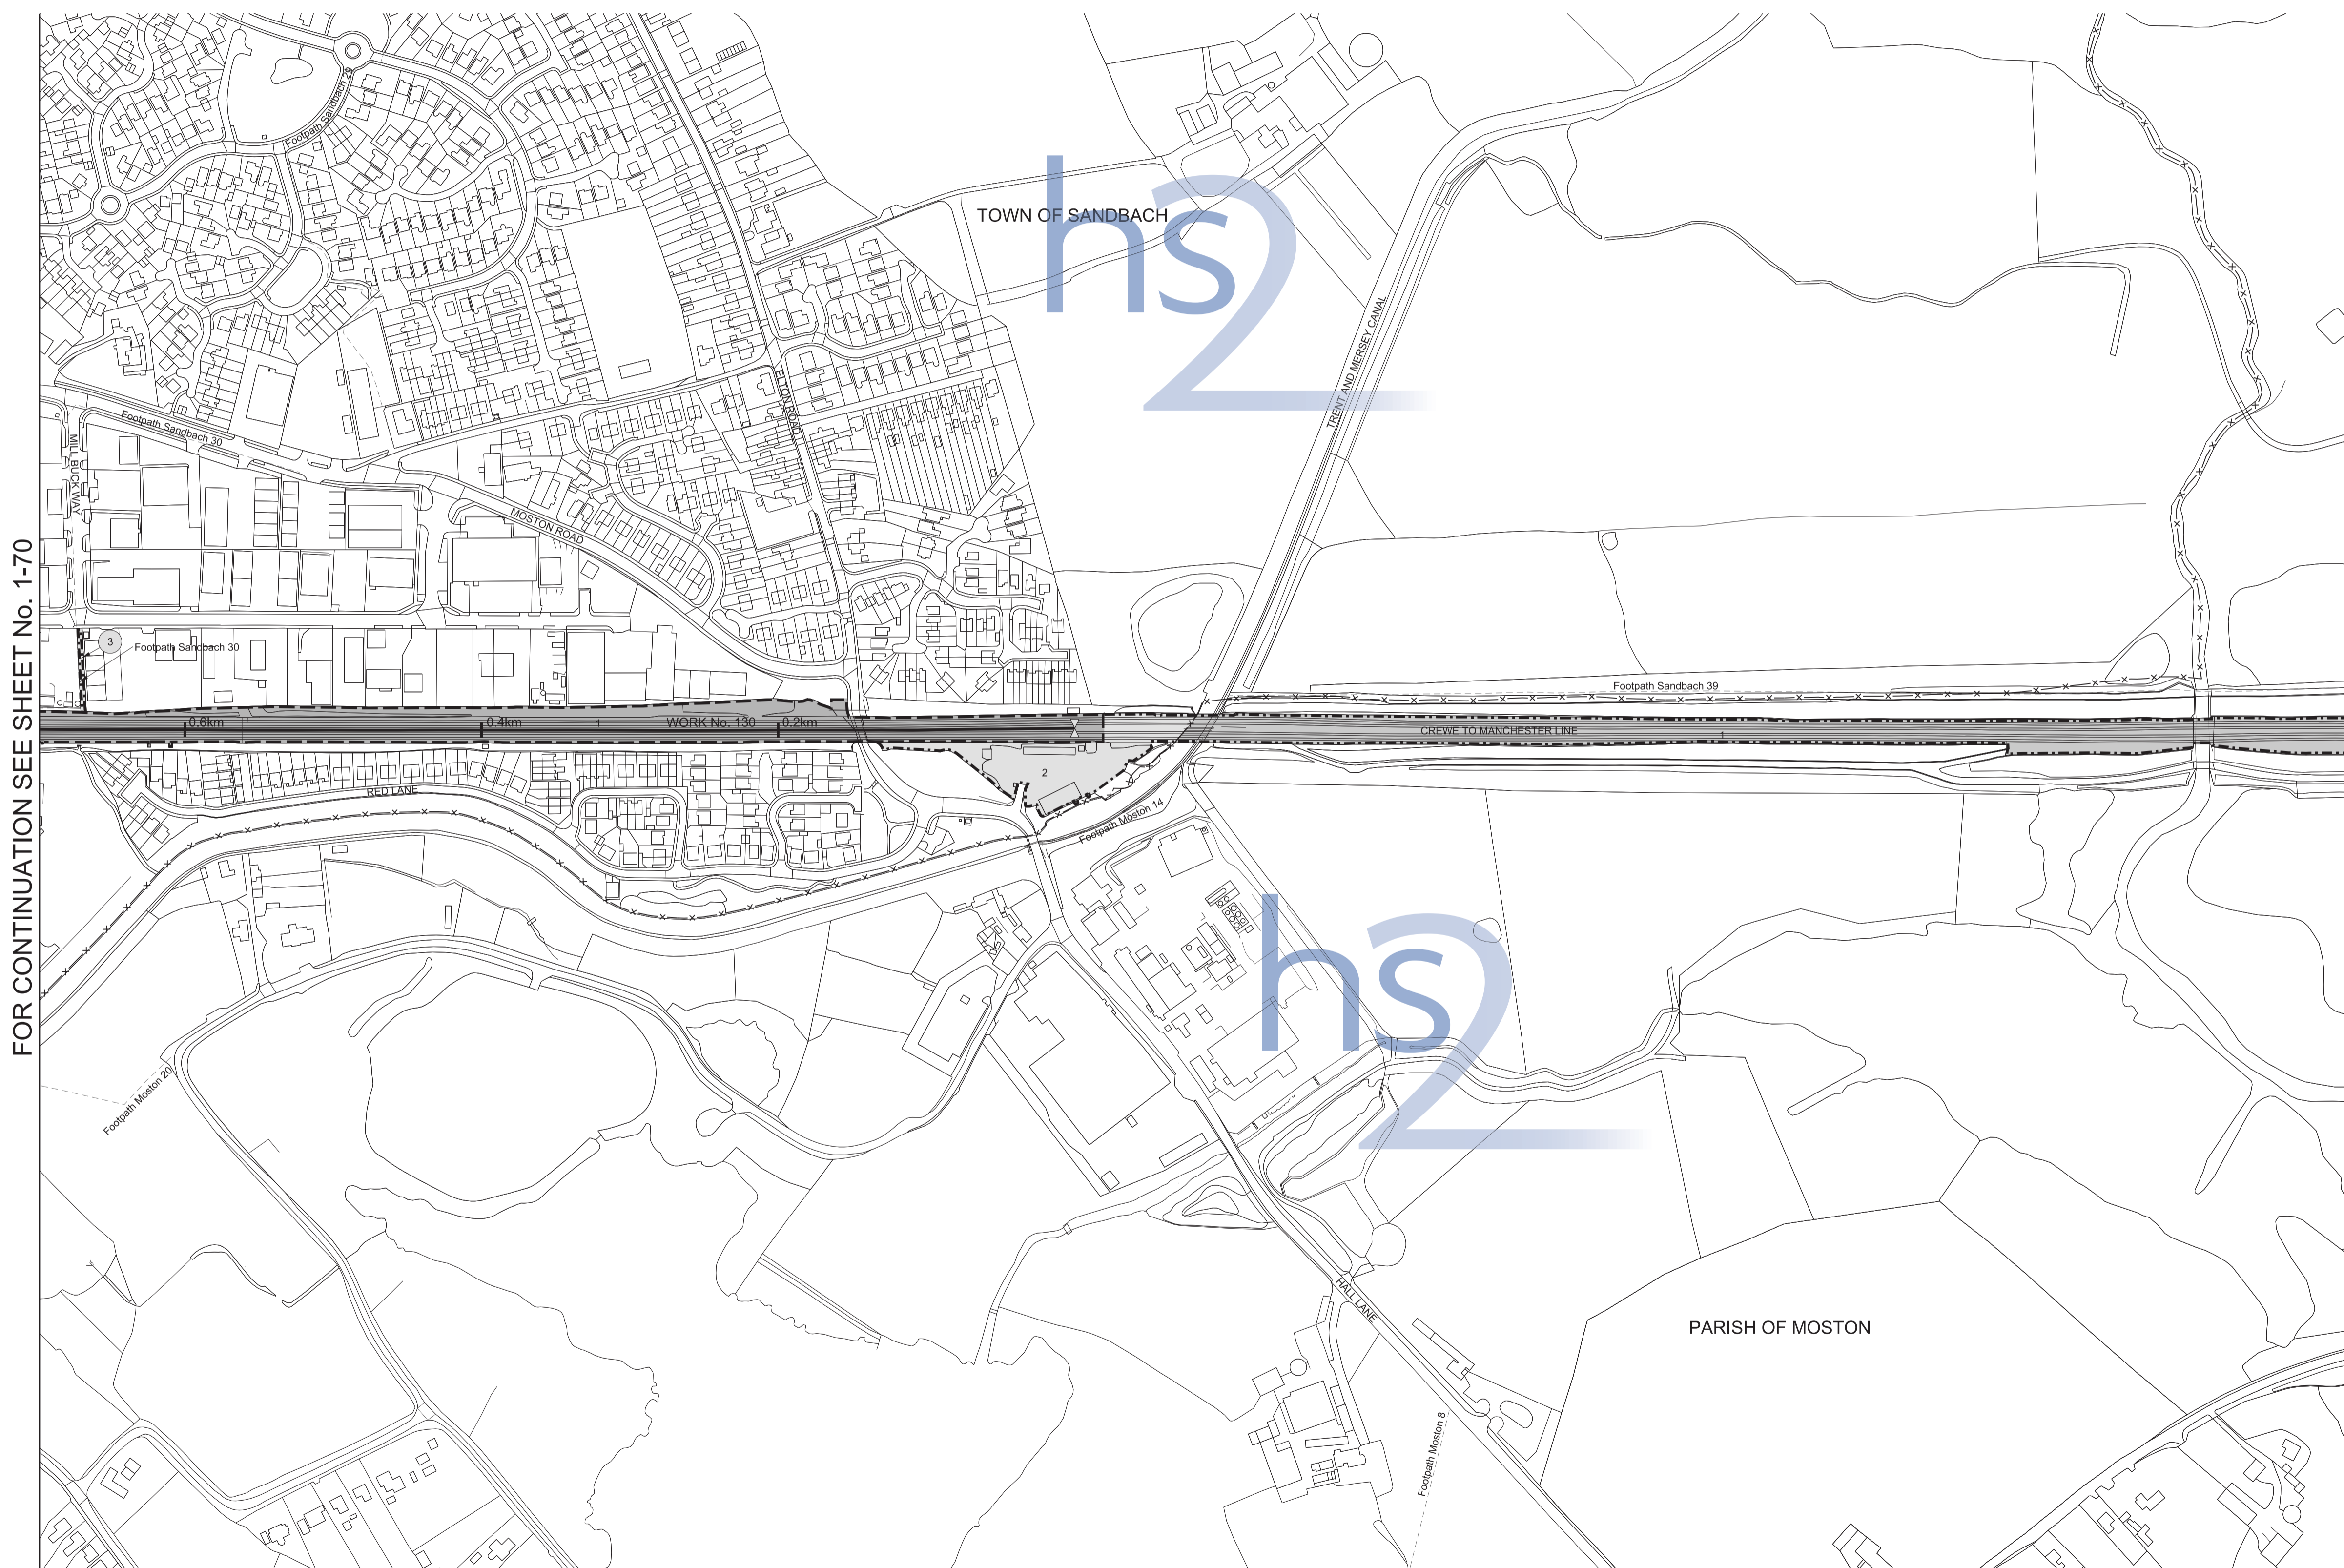 Footpath Sandbach 29
TOWN OF SANDBACH
hs2
TRENT AND MERSEY CANAL
ELTON ROAD
Footpath Sandbach 30
MILL BUCK WAY
MOSTON ROAD
FOR CONTINUATION SEE SHEET No. 1-70
3
Footpath Sandbach 30
Footpath Sandbach 39
0.6km
0.4km
1
WORK No. 130
0.2km
CREWE TO MANCHESTER LINE
1
2
RED LANE
Footpath Moston 14
hs2
Footpath Moston 20
HALL LANE
PARISH OF MOSTON
Footpath Moston 8